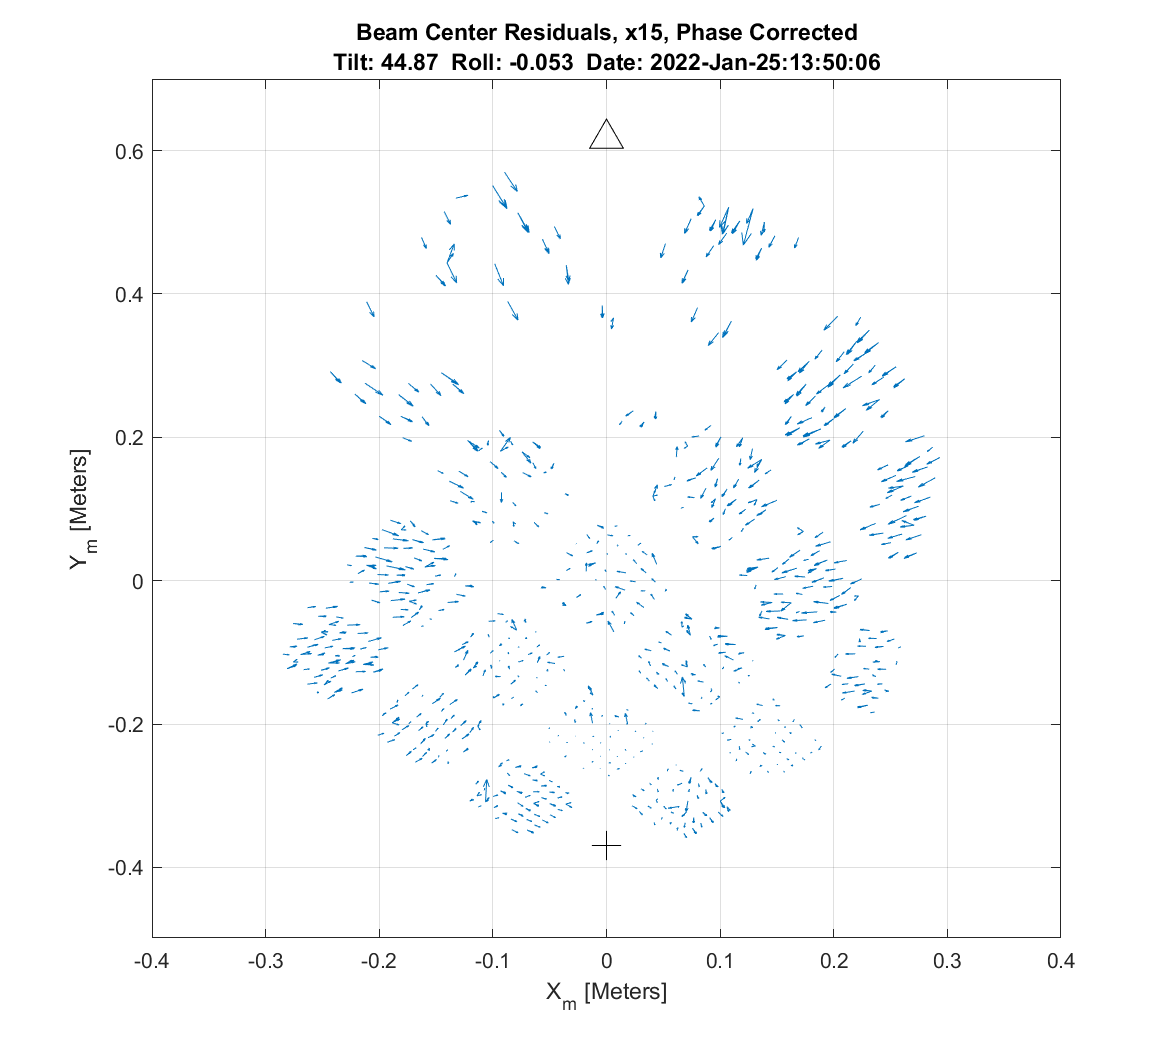 Beam Center Residuals, x15, Phase Corrected
Tilt: 44.87 Roll: -0.053 Date: 2022-Jan-25:13:50:06
0.6
0.4
0.2
0
-0.2
-0.4
Y_m [Meters]
-0.4 -0.3 -0.2 -0.1 0 0.1 0.2 0.3 0.4
X_m [Meters]